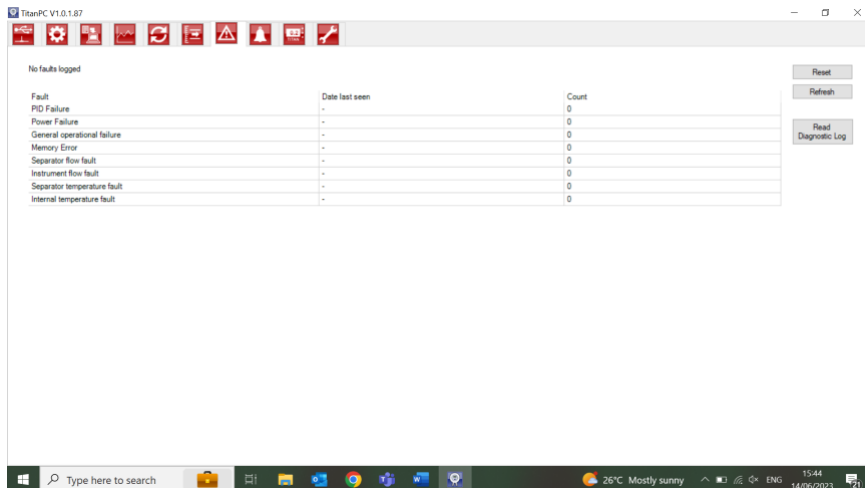 TitanPC V1.0.1.87
No faults logged
Reset
Refresh
Read
Diagnostic Log
Fault Date last seen Count
PID Failure - 0
Power Failure - 0
General operational failure - 0
Memory Error - 0
Separator flow fault - 0
Instrument flow fault - 0
Separator temperature fault - 0
Internal temperature fault - 0
Type here to search
26°C Mostly sunny
ENG
15:44
14/06/2023
21